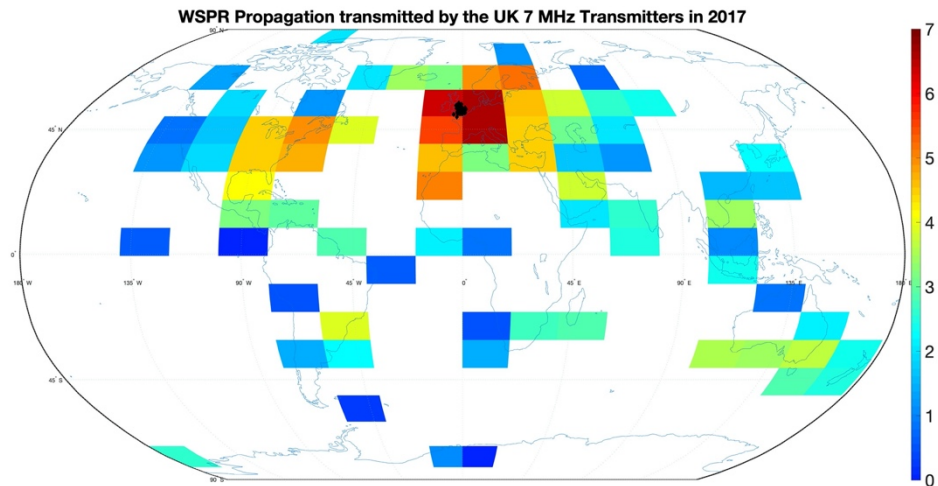 WSPR Propagation transmitted by the UK 7 MHz Transmitters in 2017
7
6
5
4
3
2
1
0
45° N
0°
180° W
135° W
90° W
45° W
0°
45° E
90° E
135° E
180° E
45° S
90° S